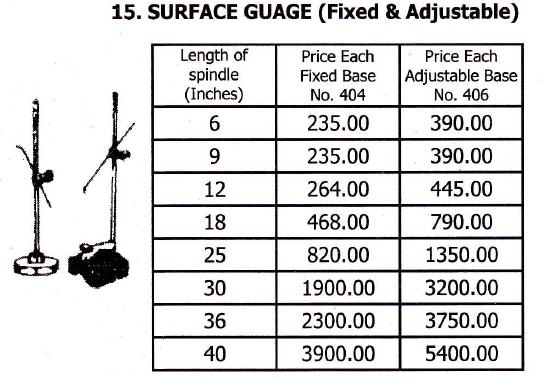 15. SURFACE GUAGE (Fixed & Adjustable)
Length of spindle (Inches) Price Each Fixed Base No. 404 Price Each Adjustable Base No. 406
6 235.00 390.00
9 235.00 390.00
12 264.00 445.00
18 468.00 790.00
25 820.00 1350.00
30 1900.00 3200.00
36 2300.00 3750.00
40 3900.00 5400.00